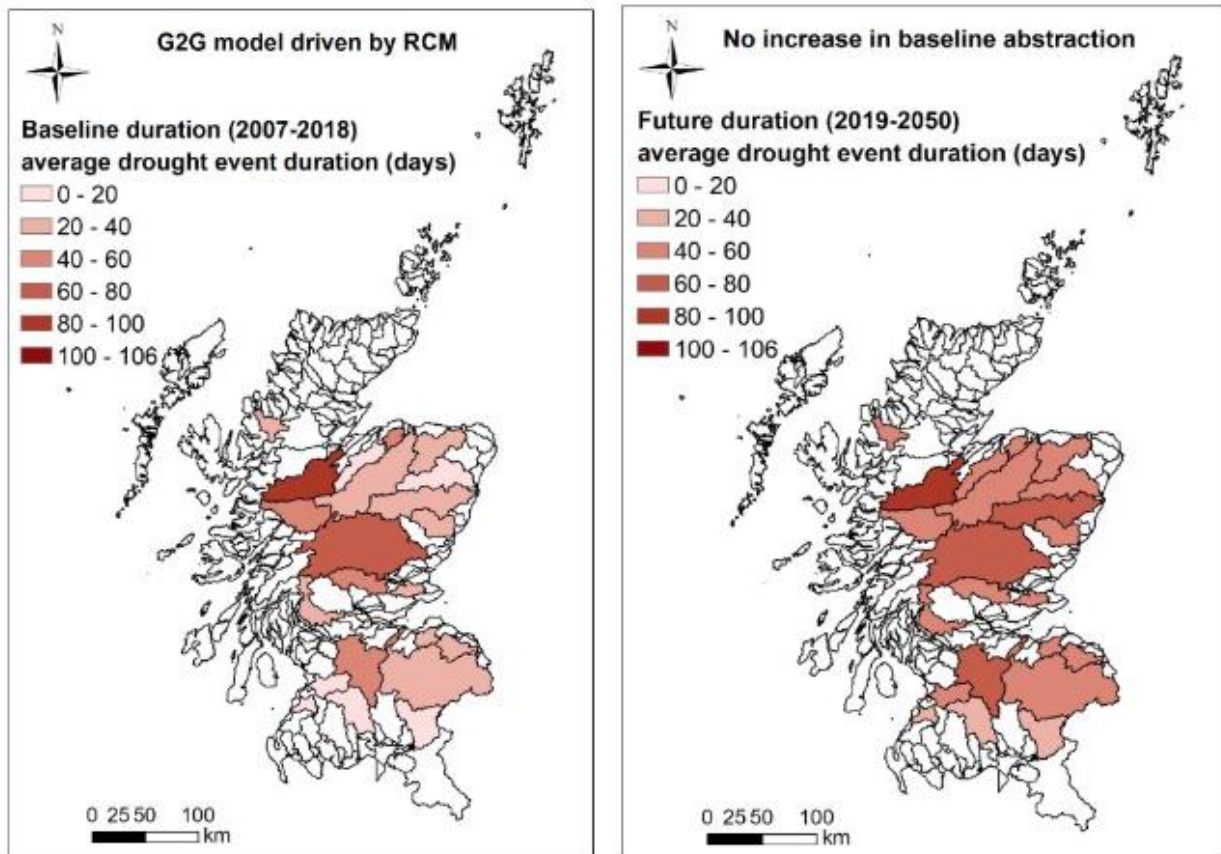 N
G2G model driven by RCM
Baseline duration (2007-2018)
average drought event duration (days)
0 - 20
20 - 40
40 - 60
60 - 80
80 - 100
100 - 106
0 25 50 100
km
N
No increase in baseline abstraction
Future duration (2019-2050)
average drought event duration (days)
0 - 20
20 - 40
40 - 60
60 - 80
80 - 100
100 - 106
0 25 50 100
km